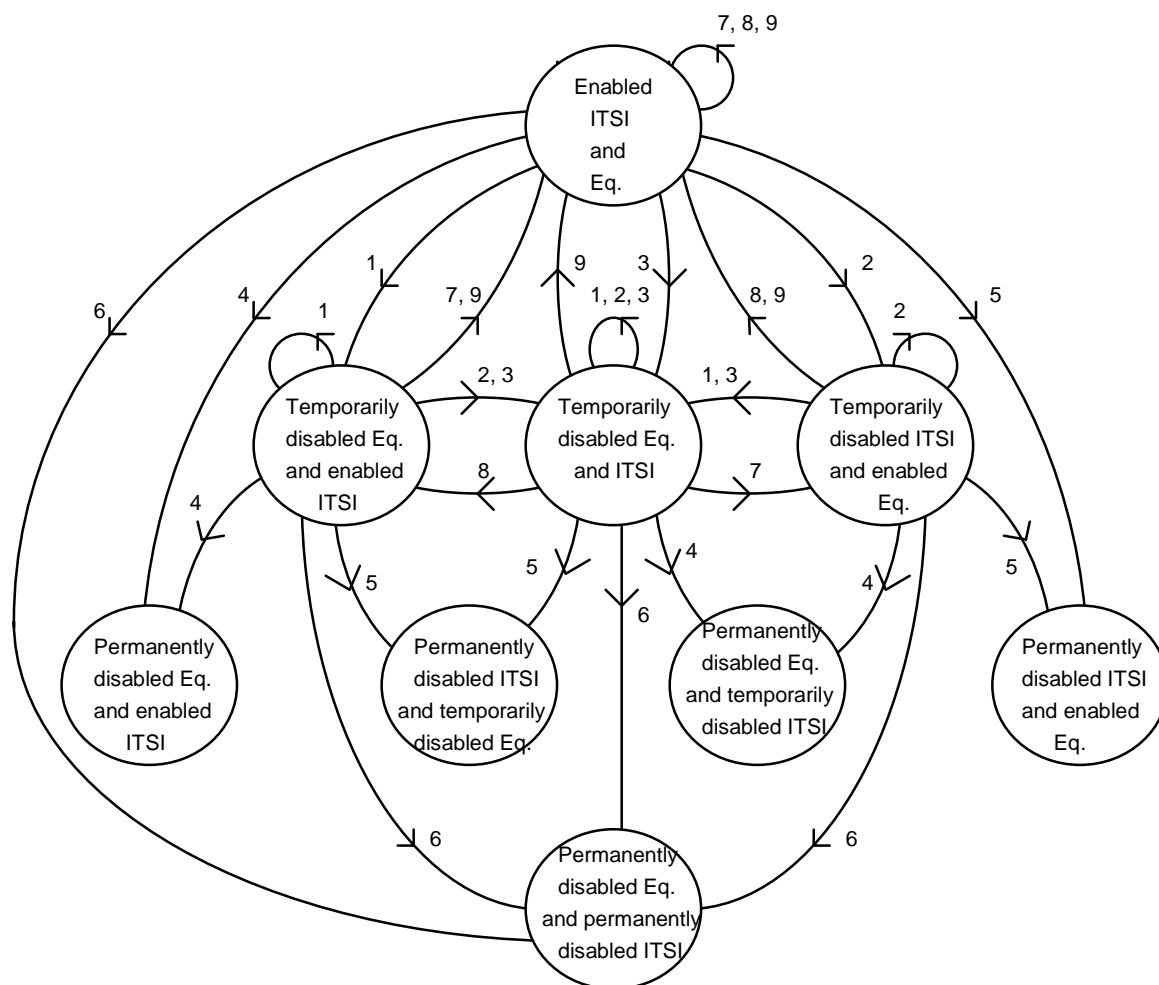 7, 8, 9
Enabled
ITSI
and
Eq.
6
4
1
7, 9
9
3
1, 2, 3
8, 9
2
5
1
2, 3
1, 3
2
Temporarily
disabled Eq.
and enabled
ITSI
Temporarily
disabled Eq.
and ITSI
Temporarily
disabled ITSI
and enabled
Eq.
8
7
4
5
5
4
4
5
6
Permanently
disabled Eq.
and enabled
ITSI
Permanently
disabled ITSI
and temporarily
disabled Eq.
Permanently
disabled Eq.
and temporarily
disabled ITSI
Permanently
disabled ITSI
and enabled
Eq.
6
6
Permanently
disabled Eq.
and permanently
disabled ITSI